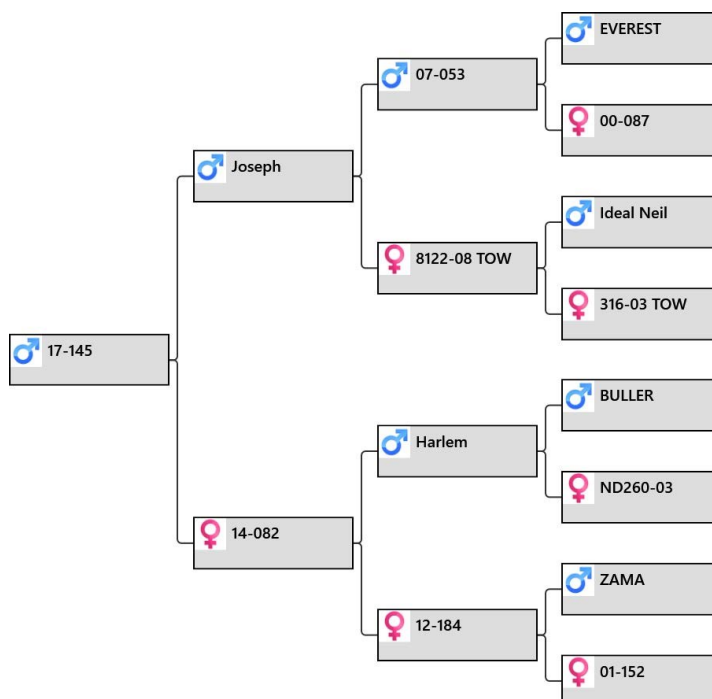 EVEREST
07-053
00-087
Joseph
Ideal Neil
8122-08 TOW
316-03 TOW
17-145
BULLER
Harlem
ND260-03
14-082
ZAMA
12-184
01-152